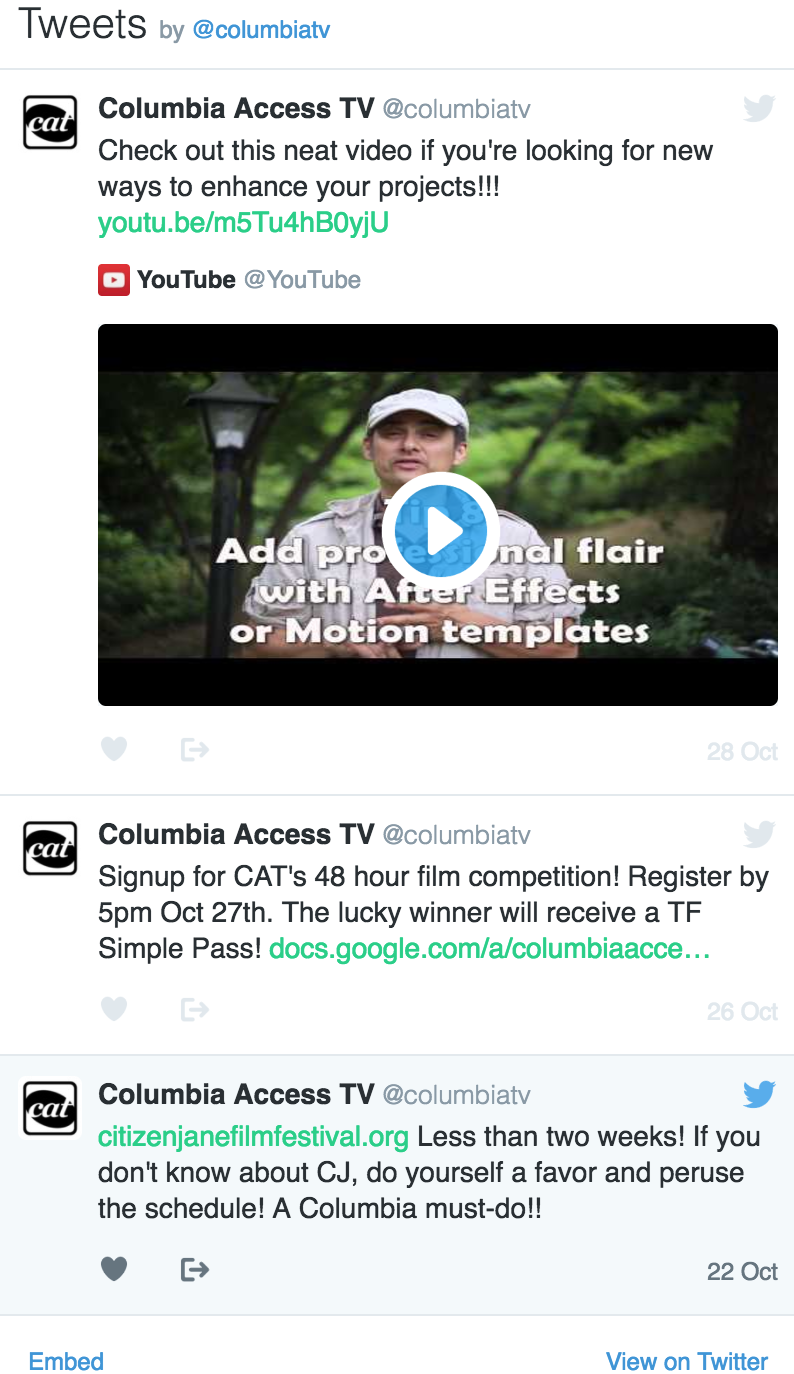 Tweets by @columbiatv
cat
Columbia Access TV @columbiatv
Check out this neat video if you're looking for new
ways to enhance your projects!!!
youtu.be/m5Tu4hB0yjU
YouTube @YouTube
Add professional flair
with After Effects
or Motion templates
28 Oct
cat
Columbia Access TV @columbiatv
Signup for CAT's 48 hour film competition! Register by
5pm Oct 27th. The lucky winner will receive a TF
Simple Pass! docs.google.com/a/columbiaacce…
26 Oct
cat
Columbia Access TV @columbiatv
citizenjanefilmfestival.org Less than two weeks! If you
don't know about CJ, do yourself a favor and peruse
the schedule! A Columbia must-do!!
22 Oct
Embed
View on Twitter